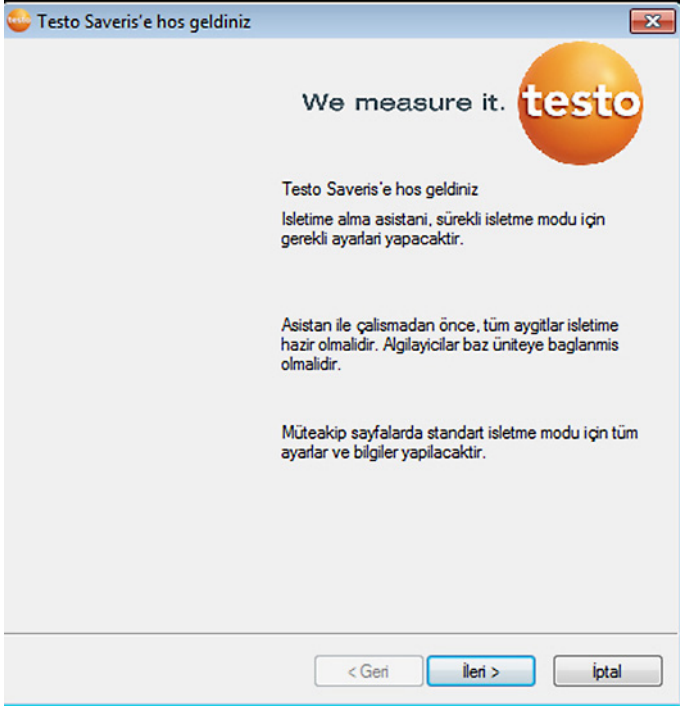 Testo Saveris'e hos geldiniz
We measure it. testo
Testo Saveris'e hos geldiniz
Isletime alma asistani, sürekli isletme modu için
gerekli ayarlari yapacaktir.
Asistan ile çalismadan önce, tüm aygitlar isletime
hazir olmalidir. Algilayicilar baz üniteye baglanmis
olmalidir.
Müteakip sayfalarda standart isletme modu için tüm
ayarlar ve bilgiler yapilacaktir.
< Geri
İleri >
İptal